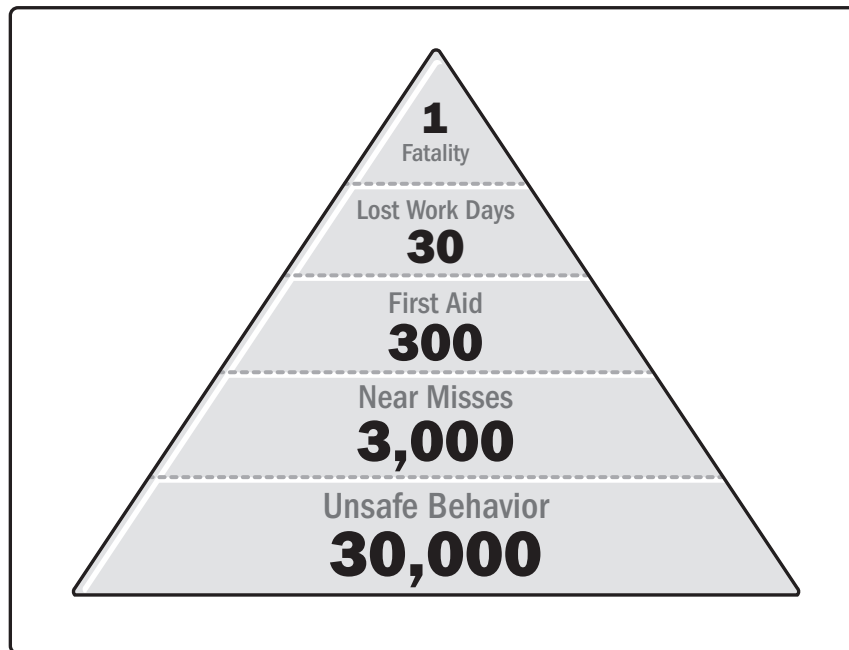 1
Fatality
Lost Work Days
30
First Aid
300
Near Misses
3,000
Unsafe Behavior
30,000